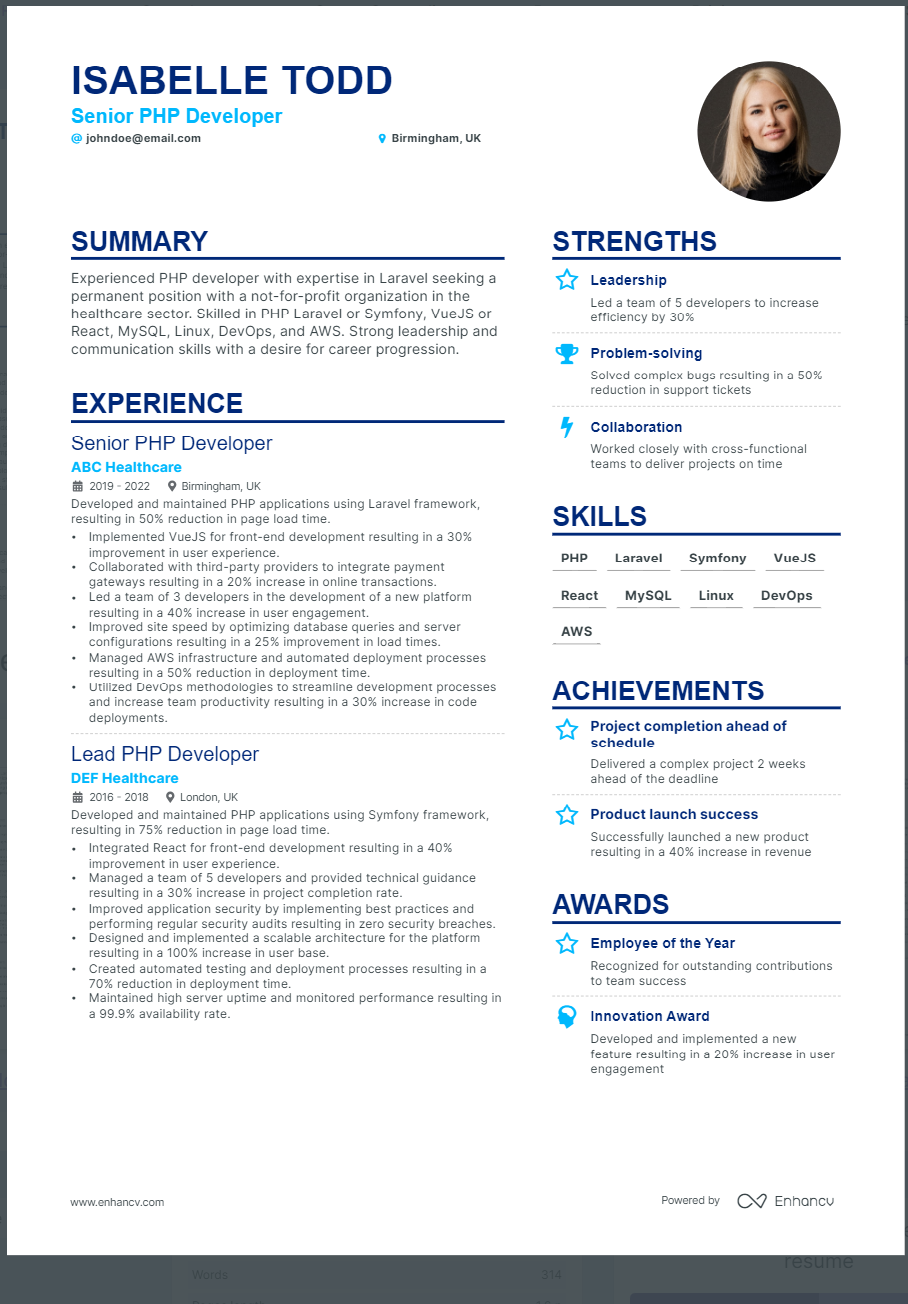 ISABELLE TODD
Senior PHP Developer
@ johndoe@email.com
Birmingham, UK
SUMMARY
Experienced PHP developer with expertise in Laravel seeking a
permanent position with a not-for-profit organization in the
healthcare sector. Skilled in PHP Laravel or Symfony, VueJS or
React, MySQL, Linux, DevOps, and AWS. Strong leadership and
communication skills with a desire for career progression.
EXPERIENCE
Senior PHP Developer
ABC Healthcare
2019 - 2022 Birmingham, UK
Developed and maintained PHP applications using Laravel framework,
resulting in 50% reduction in page load time.
• Implemented VueJS for front-end development resulting in a 30%
improvement in user experience.
• Collaborated with third-party providers to integrate payment
gateways resulting in a 20% increase in online transactions.
• Led a team of 3 developers in the development of a new platform
resulting in a 40% increase in user engagement.
• Improved site speed by optimizing database queries and server
configurations resulting in a 25% improvement in load times.
• Managed AWS infrastructure and automated deployment processes
resulting in a 50% reduction in deployment time.
• Utilized DevOps methodologies to streamline development processes
and increase team productivity resulting in a 30% increase in code
deployments.
Lead PHP Developer
DEF Healthcare
2016 - 2018 London, UK
Developed and maintained PHP applications using Symfony framework,
resulting in 75% reduction in page load time.
• Integrated React for front-end development resulting in a 40%
improvement in user experience.
• Managed a team of 5 developers and provided technical guidance
resulting in a 30% increase in project completion rate.
• Improved application security by implementing best practices and
performing regular security audits resulting in zero security breaches.
• Designed and implemented a scalable architecture for the platform
resulting in a 100% increase in user base.
• Created automated testing and deployment processes resulting in a
70% reduction in deployment time.
• Maintained high server uptime and monitored performance resulting in
a 99.9% availability rate.
STRENGTHS
Leadership
Led a team of 5 developers to increase
efficiency by 30%
Problem-solving
Solved complex bugs resulting in a 50%
reduction in support tickets
Collaboration
Worked closely with cross-functional
teams to deliver projects on time
SKILLS
PHP Laravel Symfony VueJS
React MySQL Linux DevOps
AWS
ACHIEVEMENTS
Project completion ahead of
schedule
Delivered a complex project 2 weeks
ahead of the deadline
Product launch success
Successfully launched a new product
resulting in a 40% increase in revenue
AWARDS
Employee of the Year
Recognized for outstanding contributions
to team success
Innovation Award
Developed and implemented a new
feature resulting in a 20% increase in user
engagement
www.enhancv.com
Powered by Enhancv
resume
Words 314